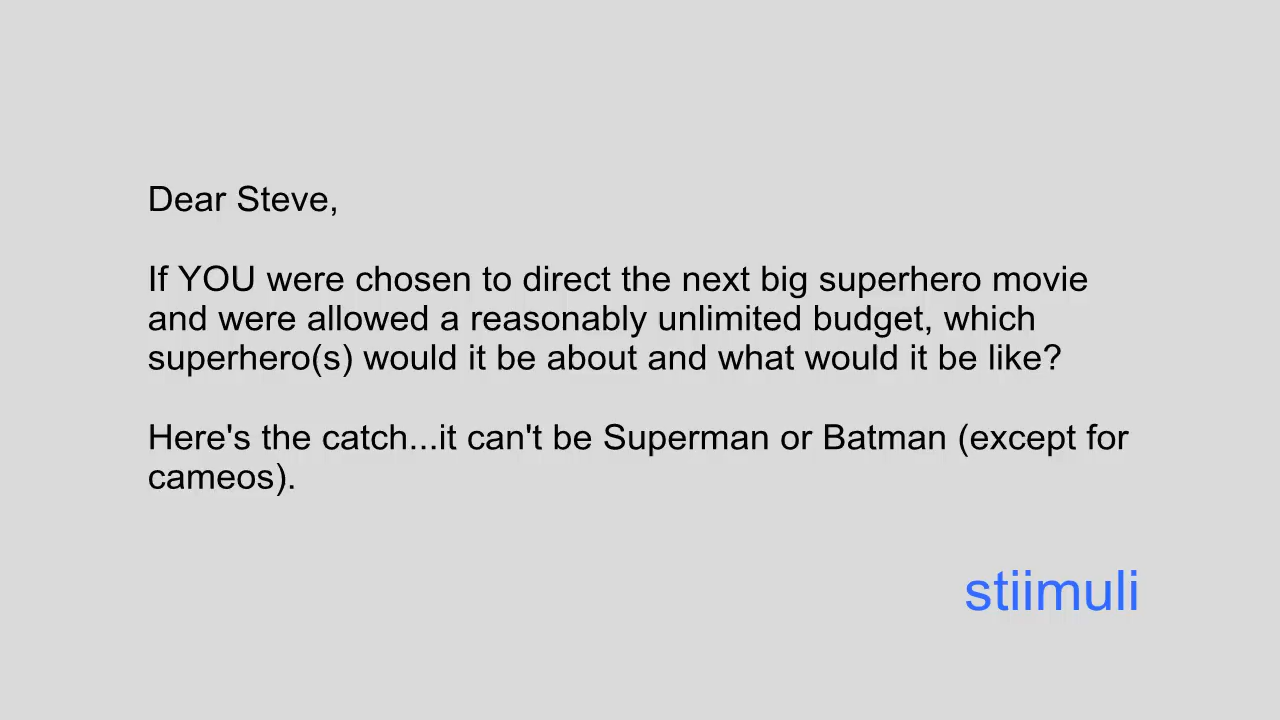 Dear Steve,
If YOU were chosen to direct the next big superhero movie
and were allowed a reasonably unlimited budget, which
superhero(s) would it be about and what would it be like?
Here's the catch...it can't be Superman or Batman (except for
cameos).
stiimuli